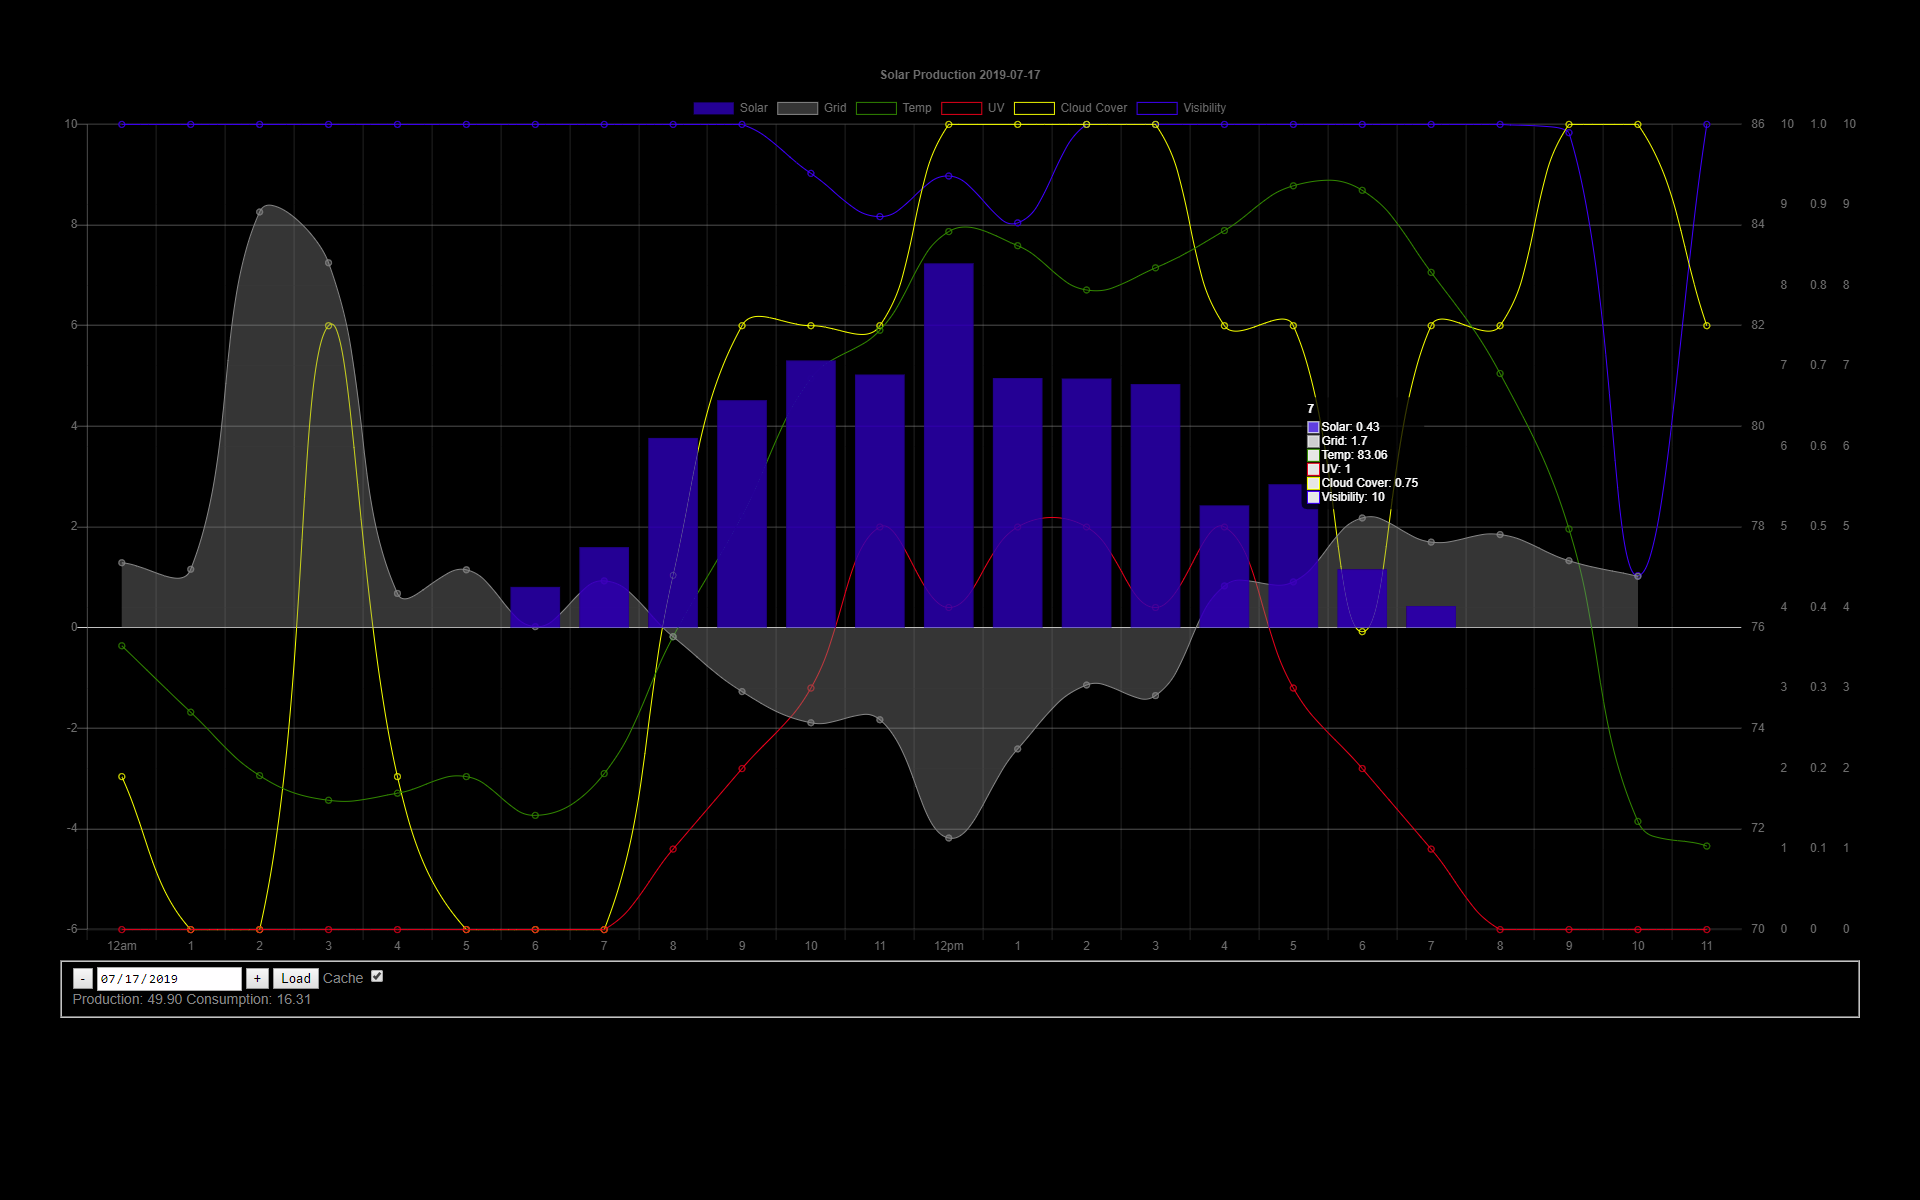 Solar Production 2019-07-17
Solar Grid Temp UV Cloud Cover Visibility
10 86 10 1.0 10
9 0.9 9
8 84
8 0.8 8
6 82
7 0.7 7
7
Solar: 0.43
4 80
Grid: 1.7
6 0.6 6
Temp: 83.06
UV: 1
Cloud Cover: 0.75
Visibility: 10
2 78 5 0.5 5
4 0.4 4
0 76
3 0.3 3
-2 74
2 0.2 2
-4 72
1 0.1 1
-6 70 0 0 0
12am 1 2 3 4 5 6 7 8 9 10 11 12pm 1 2 3 4 5 6 7 8 9 10 11
- 07/17/2019 + Load Cache
Production: 49.90 Consumption: 16.31